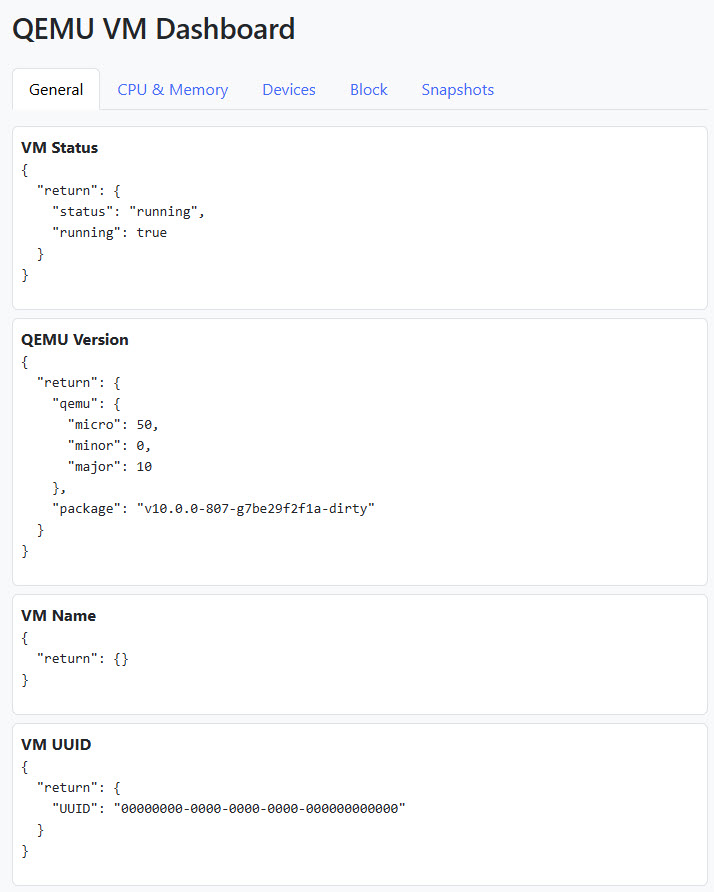 QEMU VM Dashboard
General CPU & Memory Devices Block Snapshots
VM Status
{
  "return": {
    "status": "running",
    "running": true
  }
}
QEMU Version
{
  "return": {
    "qemu": {
      "micro": 50,
      "minor": 0,
      "major": 10
    },
    "package": "v10.0.0-807-g7be29f2f1a-dirty"
  }
}
VM Name
{
  "return": {}
}
VM UUID
{
  "return": {
    "UUID": "00000000-0000-0000-0000-000000000000"
  }
}